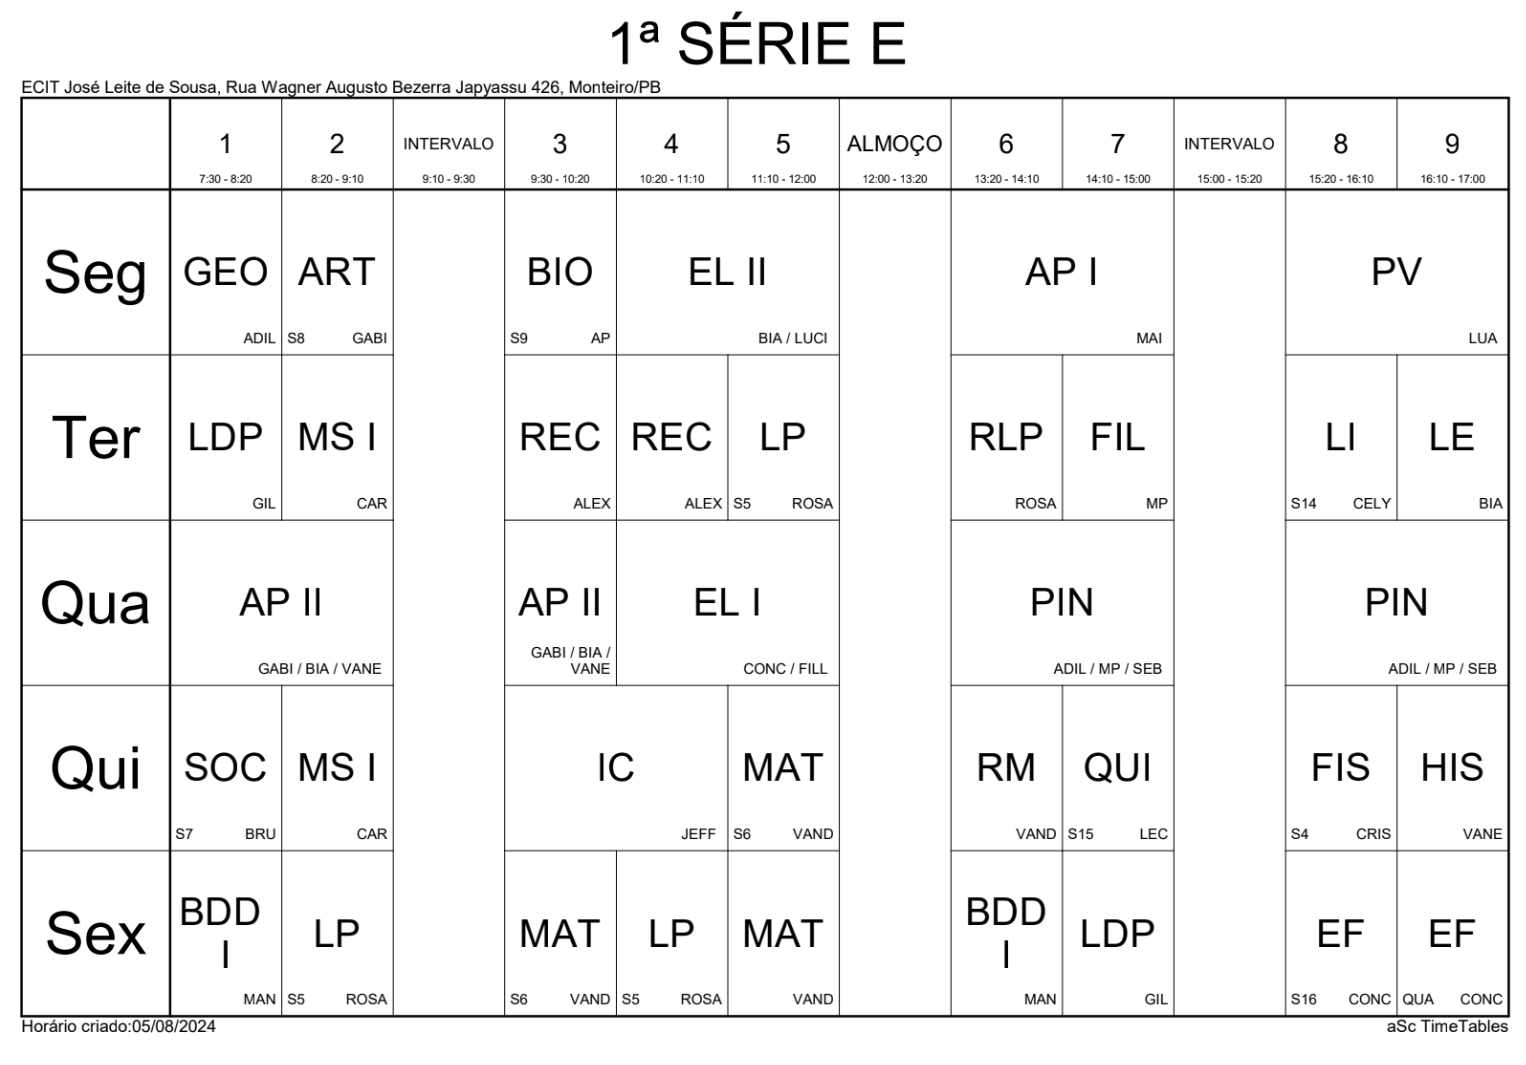 1ª SÉRIE E
ECIT José Leite de Sousa, Rua Wagner Augusto Bezerra Japyassu 426, Monteiro/PB
1 2 INTERVALO 3 4 5 ALMOÇO 6 7 INTERVALO 8 9
7:30 - 8:20 8:20 - 9:10 9:10 - 9:30 9:30 - 10:20 10:20 - 11:10 11:10 - 12:00 12:00 - 13:20 13:20 - 14:10 14:10 - 15:00 15:00 - 15:20 15:20 - 16:10 16:10 - 17:00
Seg GEO ART BIO EL II AP I PV
ADIL S8 GABI S9 AP BIA / LUCI MAI LUA
Ter LDP MS I REC REC LP RLP FIL LI LE
GIL CAR ALEX ALEX S5 ROSA ROSA MP S14 CELY BIA
Qua AP II AP II EL I PIN PIN
GABI / BIA /
GABI / BIA / VANE VANE CONC / FILL ADIL / MP / SEB ADIL / MP / SEB
Qui SOC MS I IC MAT RM QUI FIS HIS
S7 BRU CAR JEFF S6 VAND VAND S15 LEC S4 CRIS VANE
BDD BDD
Sex LP MAT LP MAT LDP EF EF
I I
MAN S5 ROSA S6 VAND S5 ROSA VAND MAN GIL S16 CONC QUA CONC
Horário criado:05/08/2024 aSc TimeTables